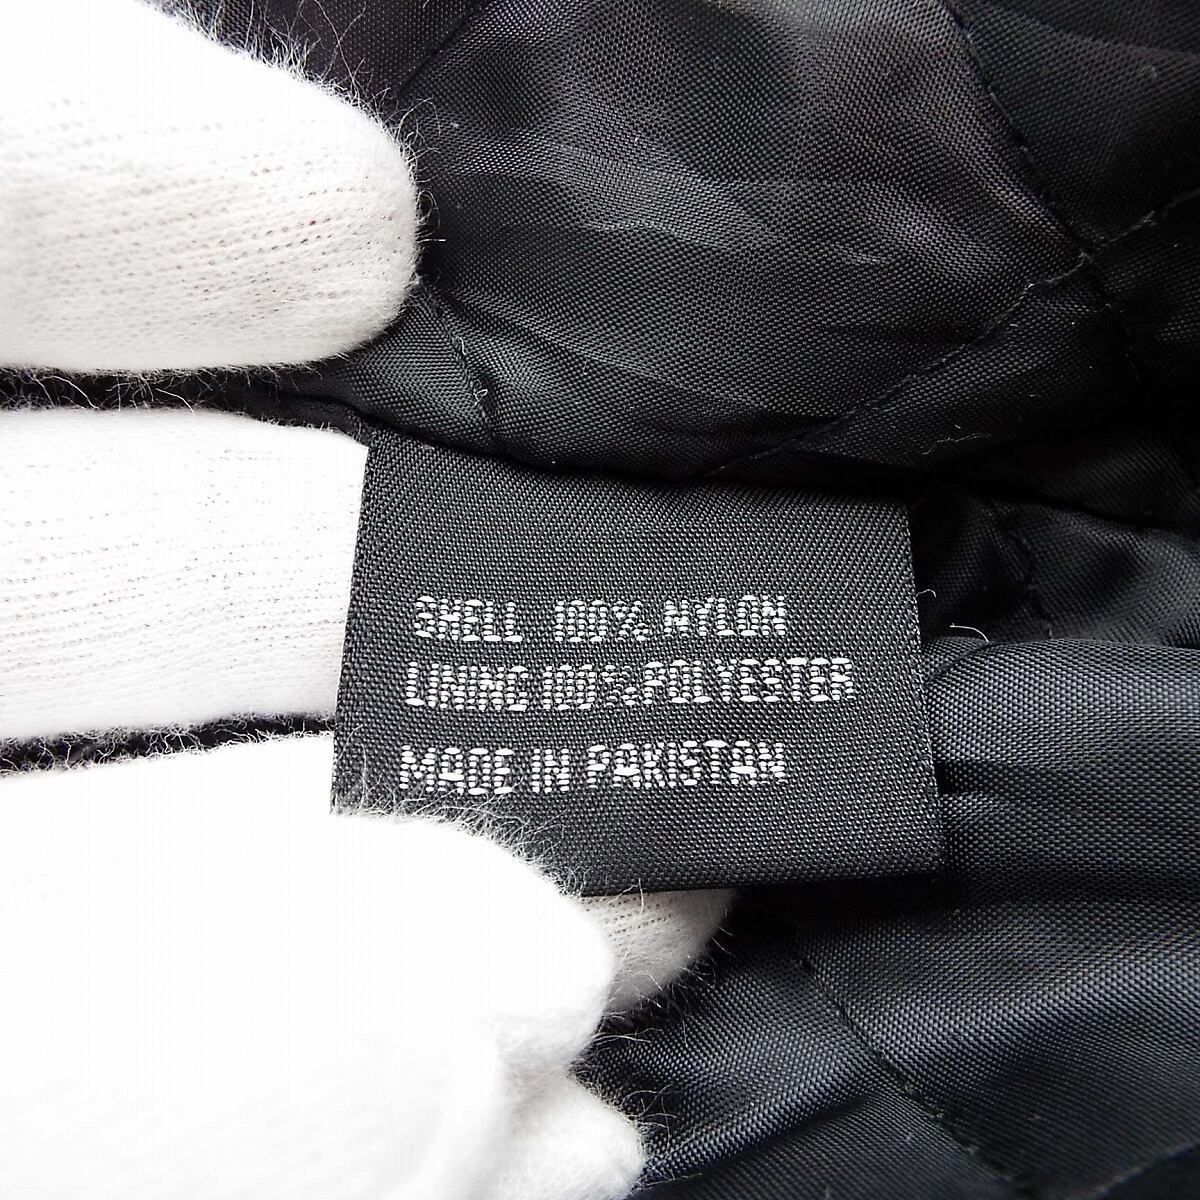 SHELL 100% NYLON
LINING 100% POLYESTER
MADE IN PAKISTAN